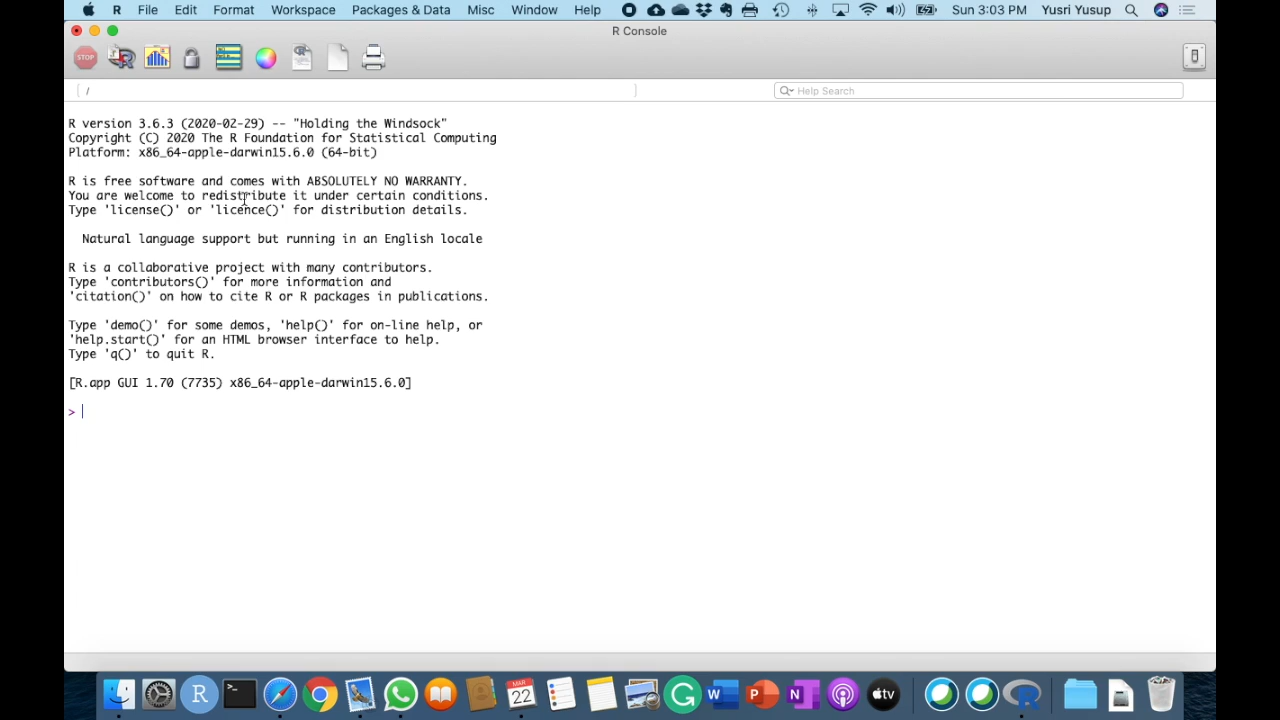 R File Edit Format Workspace Packages & Data Misc Window Help Sun 3:03 PM Yusri Yusup
R Console
STOP
/
Help Search
R version 3.6.3 (2020-02-29) -- "Holding the Windsock"
Copyright (C) 2020 The R Foundation for Statistical Computing
Platform: x86_64-apple-darwin15.6.0 (64-bit)
R is free software and comes with ABSOLUTELY NO WARRANTY.
You are welcome to redistribute it under certain conditions.
Type 'license()' or 'licence()' for distribution details.
Natural language support but running in an English locale
R is a collaborative project with many contributors.
Type 'contributors()' for more information and
'citation()' on how to cite R or R packages in publications.
Type 'demo()' for some demos, 'help()' for on-line help, or
'help.start()' for an HTML browser interface to help.
Type 'q()' to quit R.
[R.app GUI 1.70 (7735) x86_64-apple-darwin15.6.0]
>
R >_ MAR 22 G W P N tv R